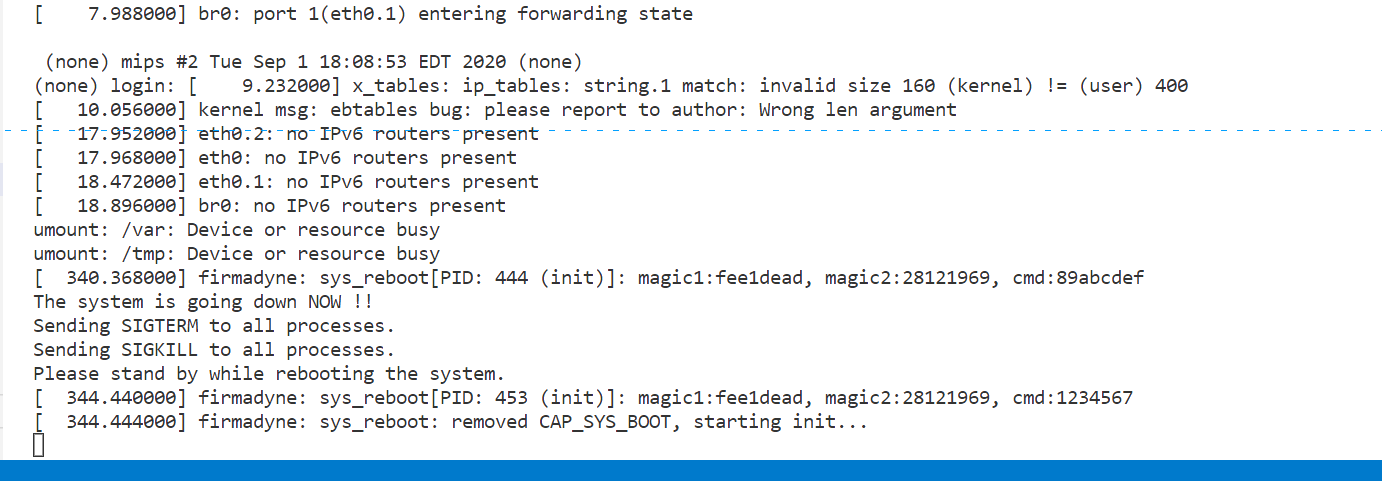 [    7.988000] br0: port 1(eth0.1) entering forwarding state
(none) mips #2 Tue Sep 1 18:08:53 EDT 2020 (none)
(none) login: [    9.232000] x_tables: ip_tables: string.1 match: invalid size 160 (kernel) != (user) 400
[   10.056000] kernel msg: ebtables bug: please report to author: Wrong len argument
[   17.952000] eth0.2: no IPv6 routers present
[   17.968000] eth0: no IPv6 routers present
[   18.472000] eth0.1: no IPv6 routers present
[   18.896000] br0: no IPv6 routers present
umount: /var: Device or resource busy
umount: /tmp: Device or resource busy
[  340.368000] firmadyne: sys_reboot[PID: 444 (init)]: magic1:fee1dead, magic2:28121969, cmd:89abcdef
The system is going down NOW !!
Sending SIGTERM to all processes.
Sending SIGKILL to all processes.
Please stand by while rebooting the system.
[  344.440000] firmadyne: sys_reboot[PID: 453 (init)]: magic1:fee1dead, magic2:28121969, cmd:1234567
[  344.444000] firmadyne: sys_reboot: removed CAP_SYS_BOOT, starting init...